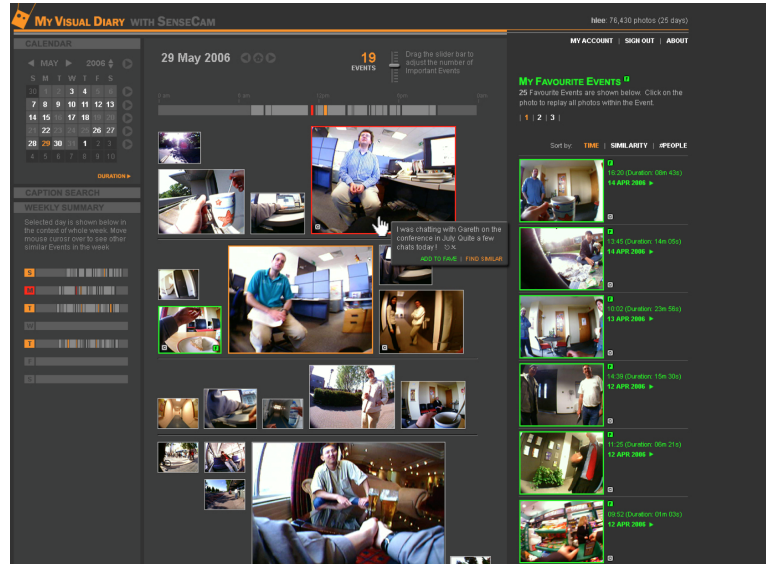 MY VISUAL DIARY WITH SENSECAM
hlee: 76,430 photos (25 days)
MY ACCOUNT | SIGN OUT | ABOUT
CALENDAR
MAY 2006
S M T W T F S
30 1 2 3 4 5 6
7 8 9 10 11 12 13
14 15 16 17 18 19 20
21 22 23 24 25 26 27
28 29 30 31 1 2 3
4 5 6 7 8 9 10
DURATION
CAPTION SEARCH
WEEKLY SUMMARY
Selected day is shown below in
the context of whole week. Move
mouse curosr over to see other
similar Events in the week
S
M
T
W
T
F
S
29 May 2006
19
EVENTS
Drag the slider bar to
adjust the number of
Important Events
I was chatting with Gareth on the
conference in July. Quite a few
chats today!
ADD TO FAVE | FIND SIMILAR
MY FAVOURITE EVENTS F
25 Favourite Events are shown below. Click on the
photo to replay all photos within the Event.
| 1 | 2 | 3 |
Sort by: TIME | SIMILARITY | #PEOPLE
F
16:20 (Duration: 08m 43s)
14 APR 2006
F
13:45 (Duration: 14m 05s)
14 APR 2006
F
10:02 (Duration: 23m 56s)
13 APR 2006
F
14:39 (Duration: 15m 30s)
12 APR 2006
F
11:25 (Duration: 06m 21s)
12 APR 2006
F
09:52 (Duration: 01m 03s)
12 APR 2006